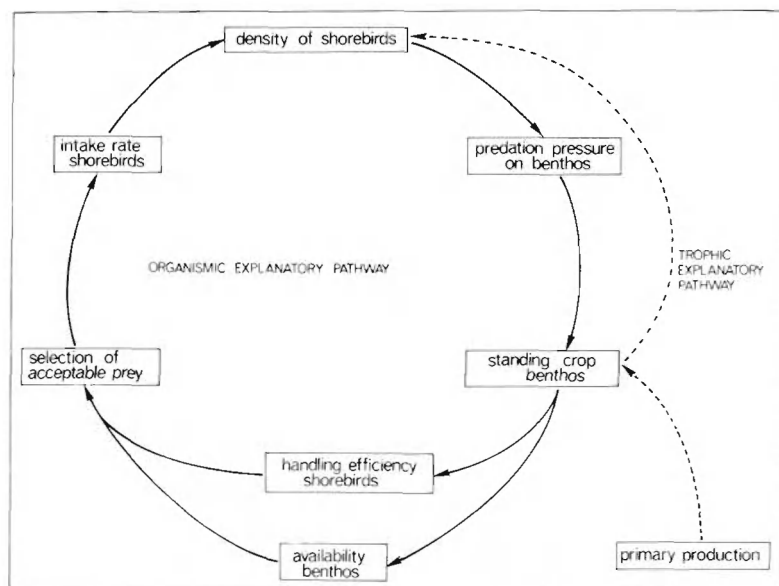 density of shorebirds
intake rate
shorebirds
predation pressure
on benthos
ORGANISMIC EXPLANATORY PATHWAY
TROPHIC
EXPLANATORY
PATHWAY
selection of
acceptable prey
standing crop
benthos
handling efficiency
shorebirds
availability
benthos
primary production